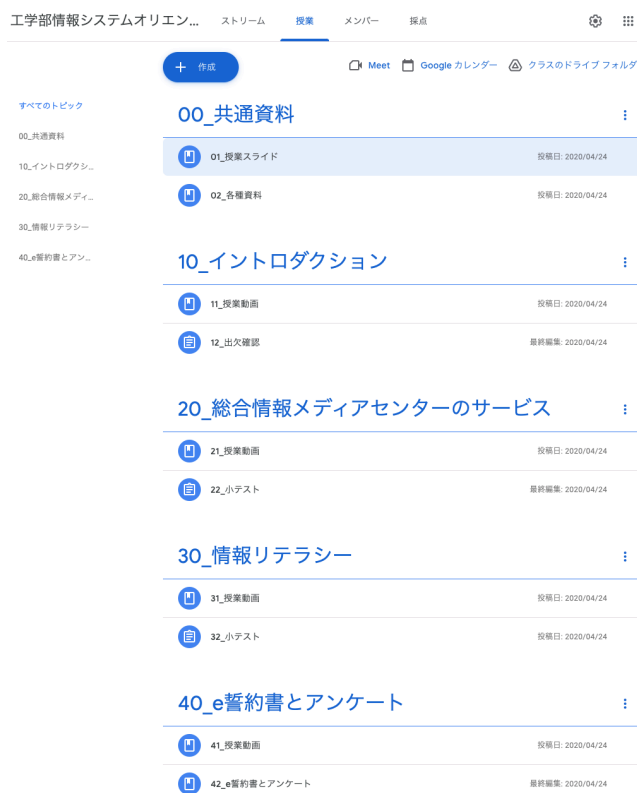 工学部情報システムオリエン...
ストリーム
授業
メンバー
採点
作成
Meet
Google カレンダー
クラスのドライブ フォルダ
すべてのトピック
00_共通資料
10_イントロダクシ...
20_総合情報メディ...
30_情報リテラシー
40_e誓約書とアン...
00_共通資料
01_授業スライド 投稿日: 2020/04/24
02_各種資料 投稿日: 2020/04/24
10_イントロダクション
11_授業動画 投稿日: 2020/04/24
12_出欠確認 最終編集: 2020/04/24
20_総合情報メディアセンターのサービス
21_授業動画 投稿日: 2020/04/24
22_小テスト 最終編集: 2020/04/24
30_情報リテラシー
31_授業動画 投稿日: 2020/04/24
32_小テスト 投稿日: 2020/04/24
40_e誓約書とアンケート
41_授業動画 投稿日: 2020/04/24
42_e誓約書とアンケート 最終編集: 2020/04/24